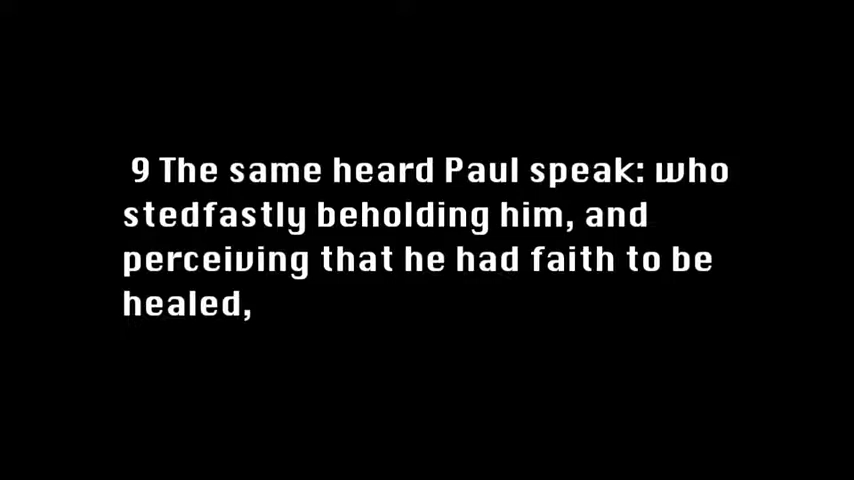 9 The same heard Paul speak: who
stedfastly beholding him, and
perceiving that he had faith to be
healed,